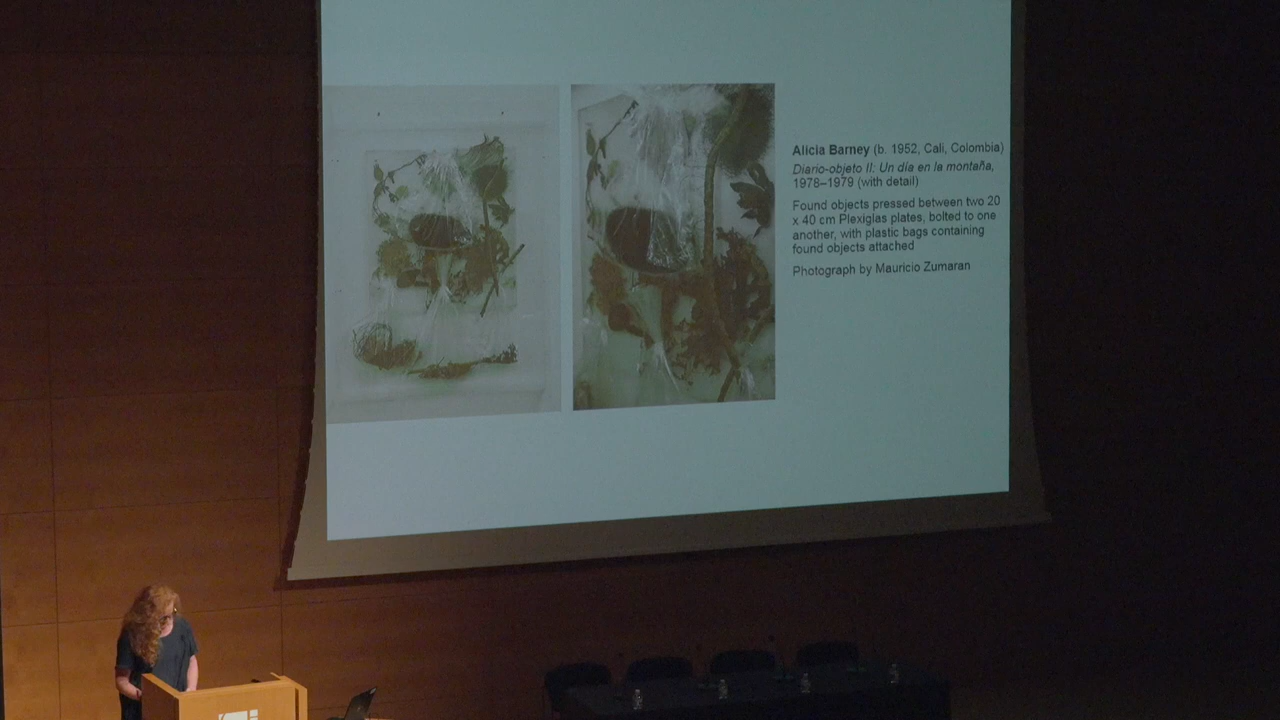 Alicia Barney (b. 1952, Cali, Colombia)
Diario-objeto II: Un día en la montaña,
1978–1979 (with detail)
Found objects pressed between two 20
x 40 cm Plexiglas plates, bolted to one
another, with plastic bags containing
found objects attached
Photograph by Mauricio Zumaran